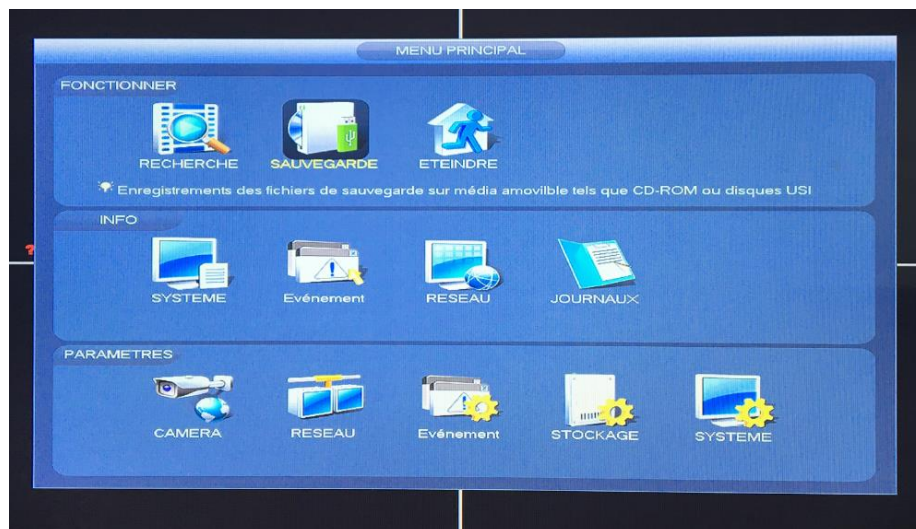 MENU PRINCIPAL
FONCTIONNER
RECHERCHE SAUVEGARDE ETEINDRE
Enregistrements des fichiers de sauvegarde sur média amovilble tels que CD-ROM ou disques USI
INFO
?
SYSTEME Evénement RESEAU JOURNAUX
PARAMETRES
CAMERA RESEAU Evénement STOCKAGE SYSTEME